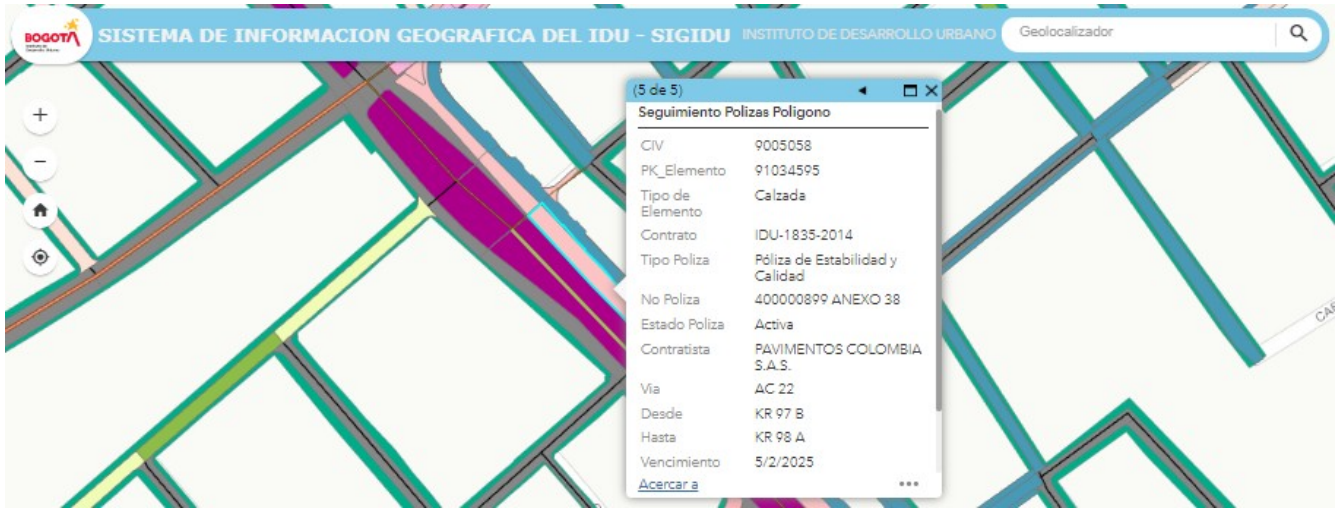 BOGOTÁ
SISTEMA DE INFORMACION GEOGRAFICA DEL IDU - SIGIDU INSTITUTO DE DESARROLLO URBANO
Geolocalizador
(5 de 5)
Seguimiento Polizas Poligono
CIV 9005058
PK_Elemento 91034595
Tipo de Elemento Calzada
Contrato IDU-1835-2014
Tipo Poliza Póliza de Estabilidad y
Calidad
No Poliza 400000899 ANEXO 38
Estado Poliza Activa
Contratista PAVIMENTOS COLOMBIA
S.A.S.
Via AC 22
Desde KR 97 B
Hasta KR 98 A
Vencimiento 5/2/2025
Acercar a